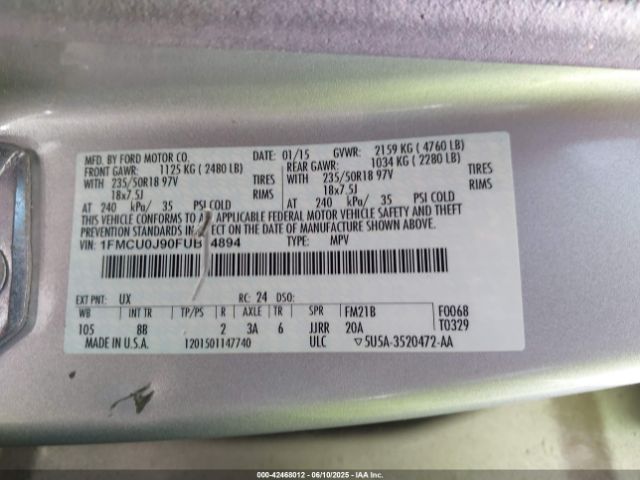 MFD. BY FORD MOTOR CO. DATE: 01/15 GVWR: 2159 KG ( 4760 LB)
FRONT GAWR: 1125 KG ( 2480 LB) REAR GAWR: 1034 KG ( 2280 LB)
WITH 235/50R18 97V TIRES WITH 235/50R18 97V TIRES
18x7.5J RIMS 18x7.5J RIMS
AT 240 kPa/ 35 PSI COLD AT 240 kPa/ 35 PSI COLD
THIS VEHICLE CONFORMS TO APPLICABLE FEDERAL MOTOR VEHICLE SAFETY AND THEFT
PREVENTION STANDARDS IN EFFECT ON THE DATE OF MANUFACTURE SHOWN ABOVE.
VIN: 1FMCU0J90FUB 4894 TYPE: MPV
EXT PNT: UX RC: 24 DSO:
WB INT TR TP/PS R AXLE TR SPR FM21B F0068
105 8B 2 3A 6 JJRR 20A T0329
MADE IN U.S.A. 1201501147740 ULC ▽5U5A-3520472-AA
000-42468012 - 06/10/2025 - IAAI.com